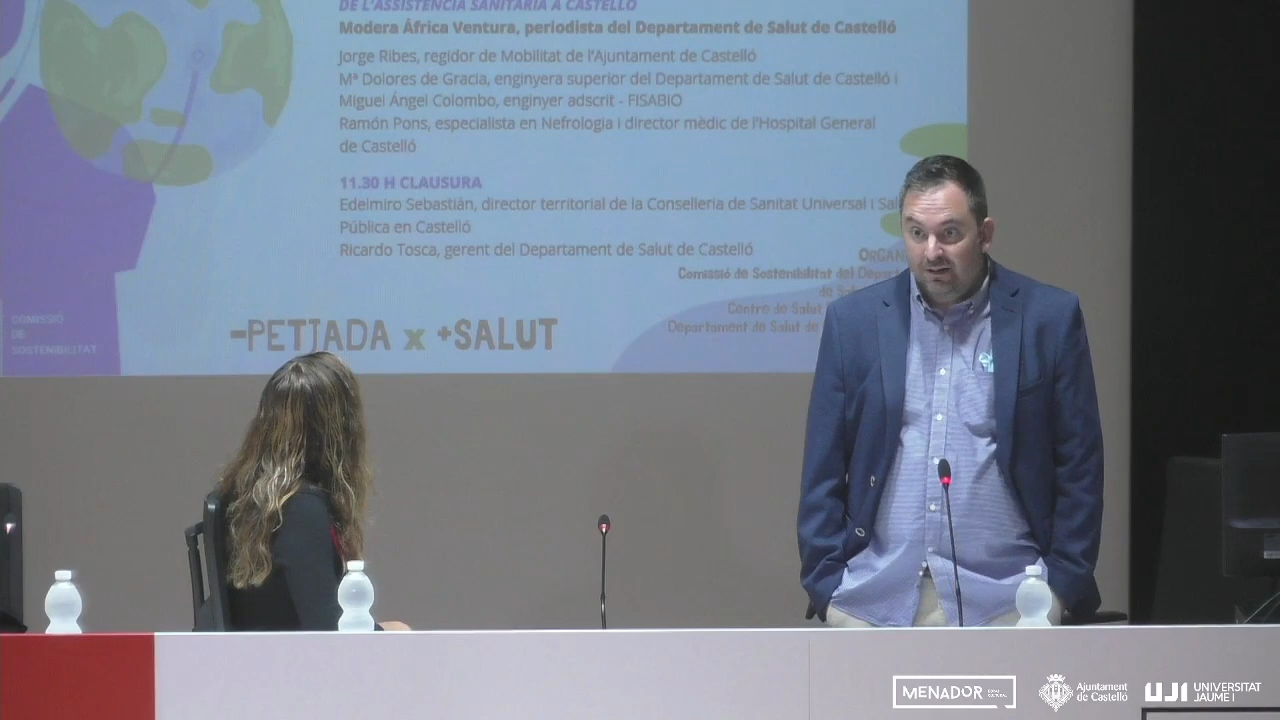 DE L'ASSISTÈNCIA SANITÀRIA A CASTELLÓ
Modera África Ventura, periodista del Departament de Salut de Castelló
Jorge Ribes, regidor de Mobilitat de l'Ajuntament de Castelló
Mª Dolores de Gracia, enginyera superior del Departament de Salut de Castelló i
Miguel Ángel Colombo, enginyer adscrit - FISABIO
Ramón Pons, especialista en Nefrologia i director mèdic de l'Hospital General
de Castelló
11.30 H CLAUSURA
Edelmiro Sebastián, director territorial de la Conselleria de Sanitat Universal i Sal
Pública en Castelló
Ricardo Tosca, gerent del Departament de Salut de Castelló
ORGAN
Comissió de Sostenibilitat del Depart
de Sal
Centre de Salut
Departament de Salut de
COMISSIÓ
DE
SOSTENIBILITAT
-PETJADA x +SALUT
MENADOR
Ajuntament
de Castelló
UJI UNIVERSITAT
JAUME I